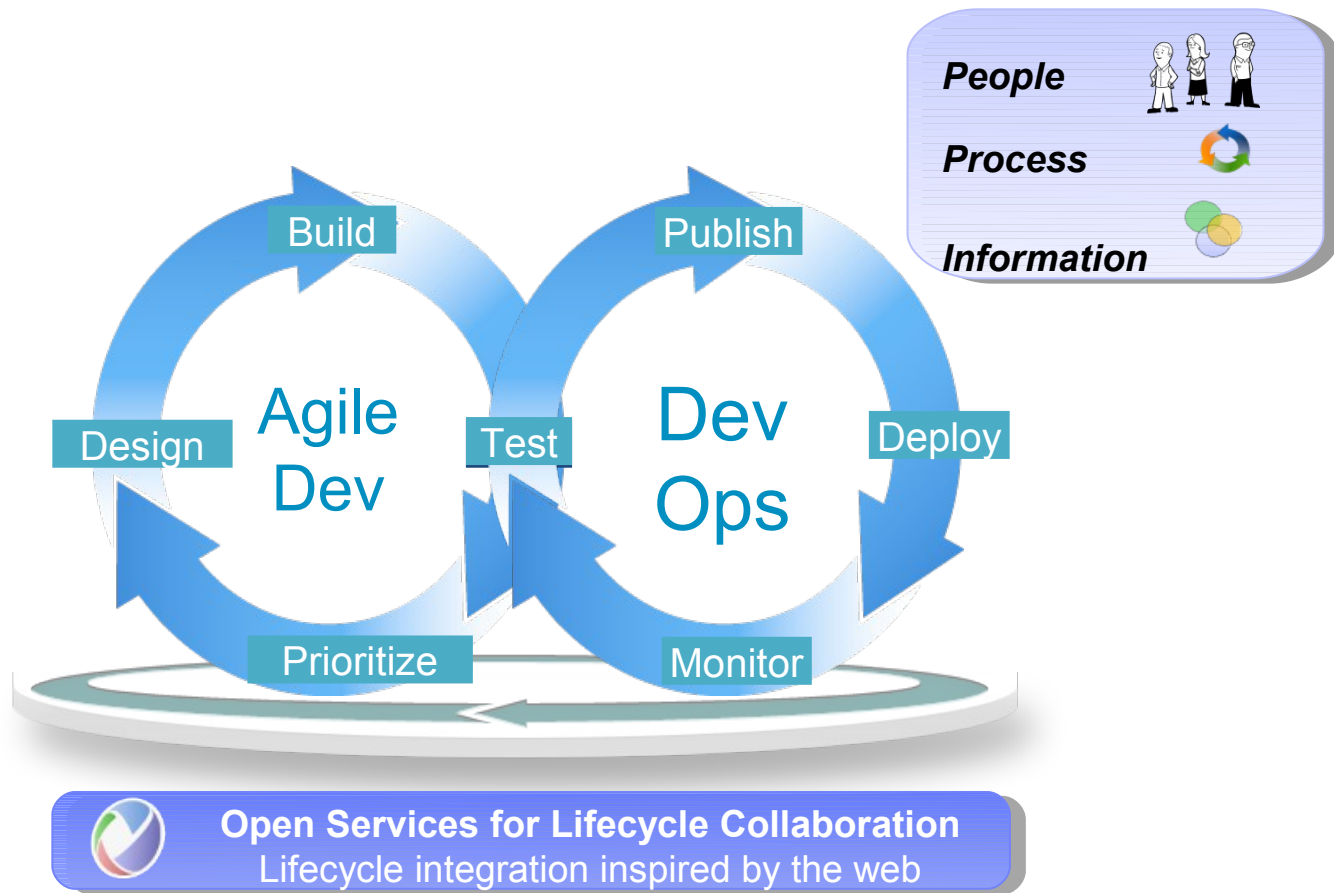 People
Process
Information
Build
Publish
Agile
Dev
Dev
Ops
Design
Test
Deploy
Prioritize
Monitor
Open Services for Lifecycle Collaboration
Lifecycle integration inspired by the web